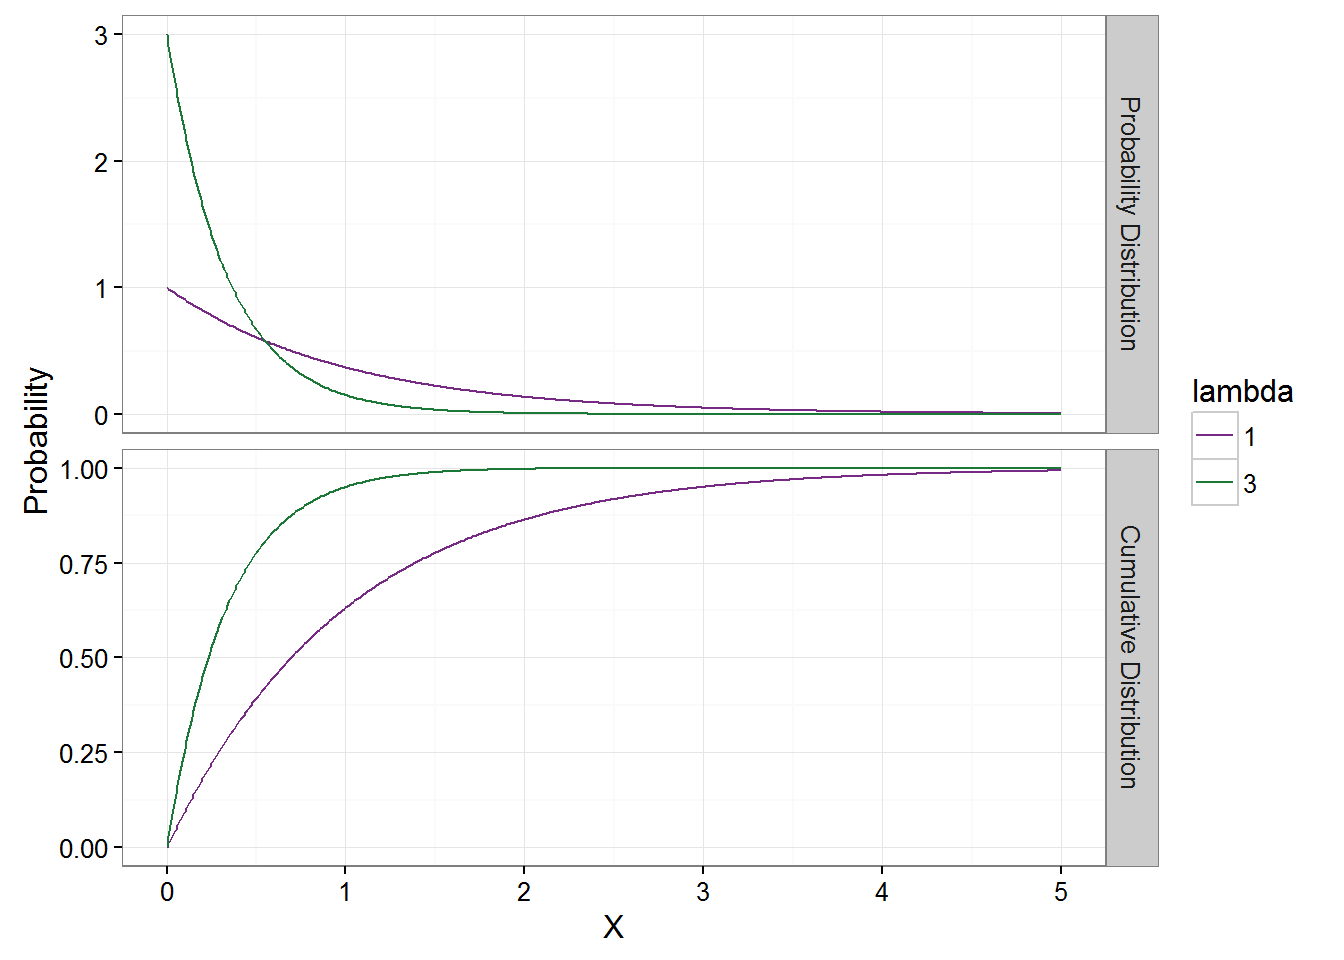 Probability
3
2
1
0
Probability Distribution
1.00
0.75
0.50
0.25
0.00
Cumulative Distribution
0 1 2 3 4 5
X
lambda
1
3